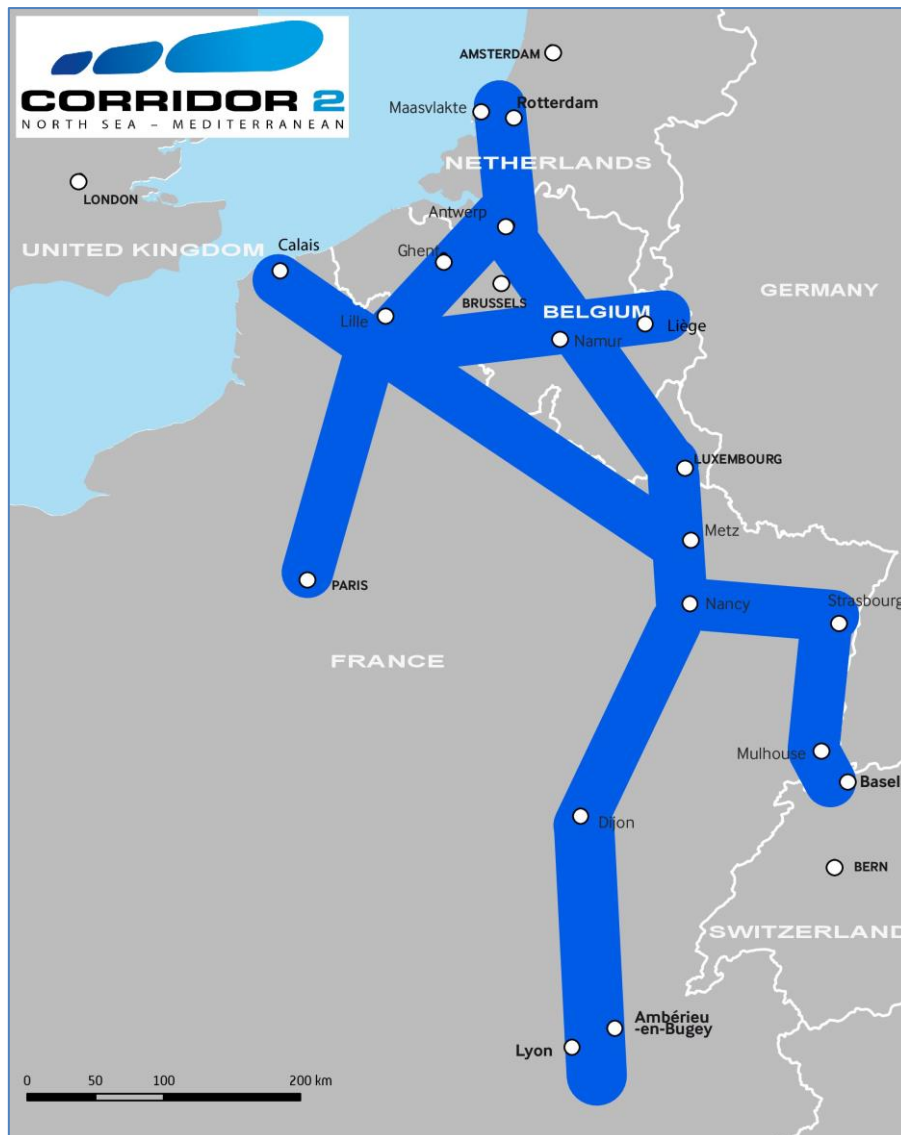 CORRIDOR 2
NORTH SEA – MEDITERRANEAN
AMSTERDAM
Maasvlakte
Rotterdam
NETHERLANDS
LONDON
Antwerp
UNITED KINGDOM
Calais
Ghent
BRUSSELS
GERMANY
BELGIUM
Lille
Liège
Namur
LUXEMBOURG
Metz
PARIS
Nancy
Strasbourg
FRANCE
Mulhouse
Basel
Dijon
BERN
SWITZERLAND
Ambérieu
-en-Bugey
Lyon
0 50 100 200 km